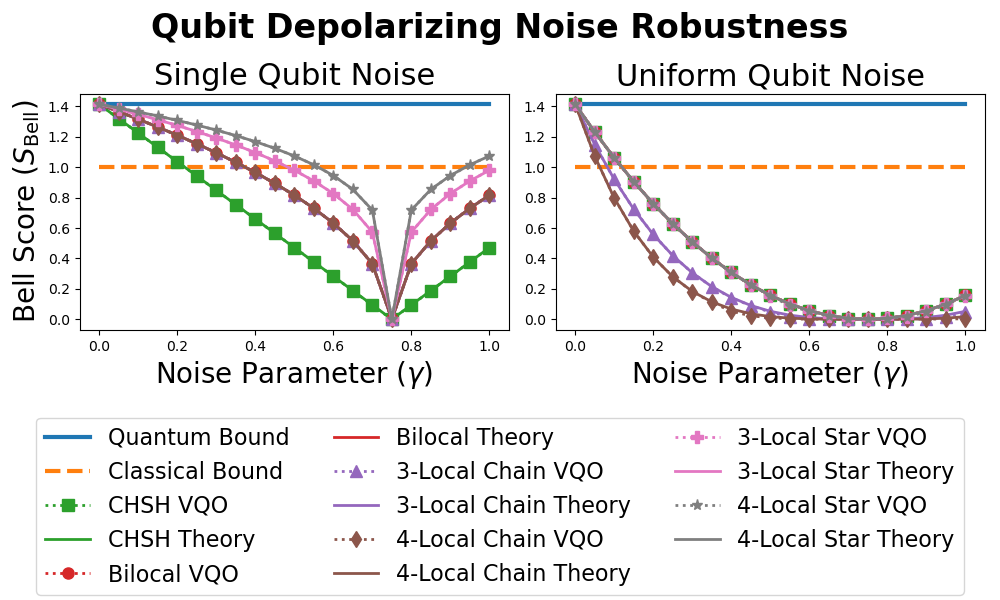 Qubit Depolarizing Noise Robustness
Single Qubit Noise
Bell Score ($S_{\mathrm{Bell}}$)
1.4
1.2
1.0
0.8
0.6
0.4
0.2
0.0
0.0 0.2 0.4 0.6 0.8 1.0
Noise Parameter (γ)
Uniform Qubit Noise
1.4
1.2
1.0
0.8
0.6
0.4
0.2
0.0
0.0 0.2 0.4 0.6 0.8 1.0
Noise Parameter (γ)
Quantum Bound
Classical Bound
CHSH VQO
CHSH Theory
Bilocal VQO
Bilocal Theory
3-Local Chain VQO
3-Local Chain Theory
4-Local Chain VQO
4-Local Chain Theory
3-Local Star VQO
3-Local Star Theory
4-Local Star VQO
4-Local Star Theory